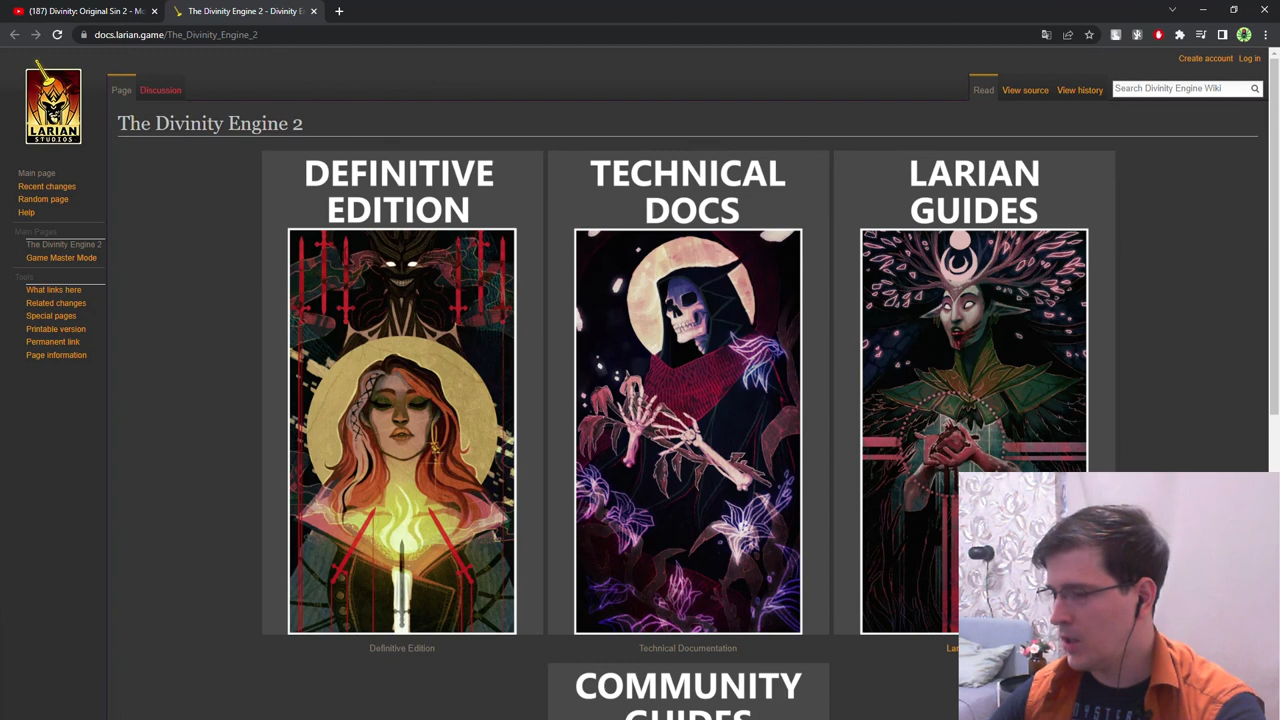 (187) Divinity: Original Sin 2 - Mo
The Divinity Engine 2 - Divinity E
docs.larian.game/The_Divinity_Engine_2
Create account Log in
LARIAN
STUDIOS
Page Discussion
Read View source View history
Search Divinity Engine Wiki
The Divinity Engine 2
Main page
Recent changes
Random page
Help
Main Pages
The Divinity Engine 2
Game Master Mode
Tools
What links here
Related changes
Special pages
Printable version
Permanent link
Page information
DEFINITIVE
EDITION
Definitive Edition
TECHNICAL
DOCS
Technical Documentation
LARIAN
GUIDES
Lar
COMMUNITY
GUIDES